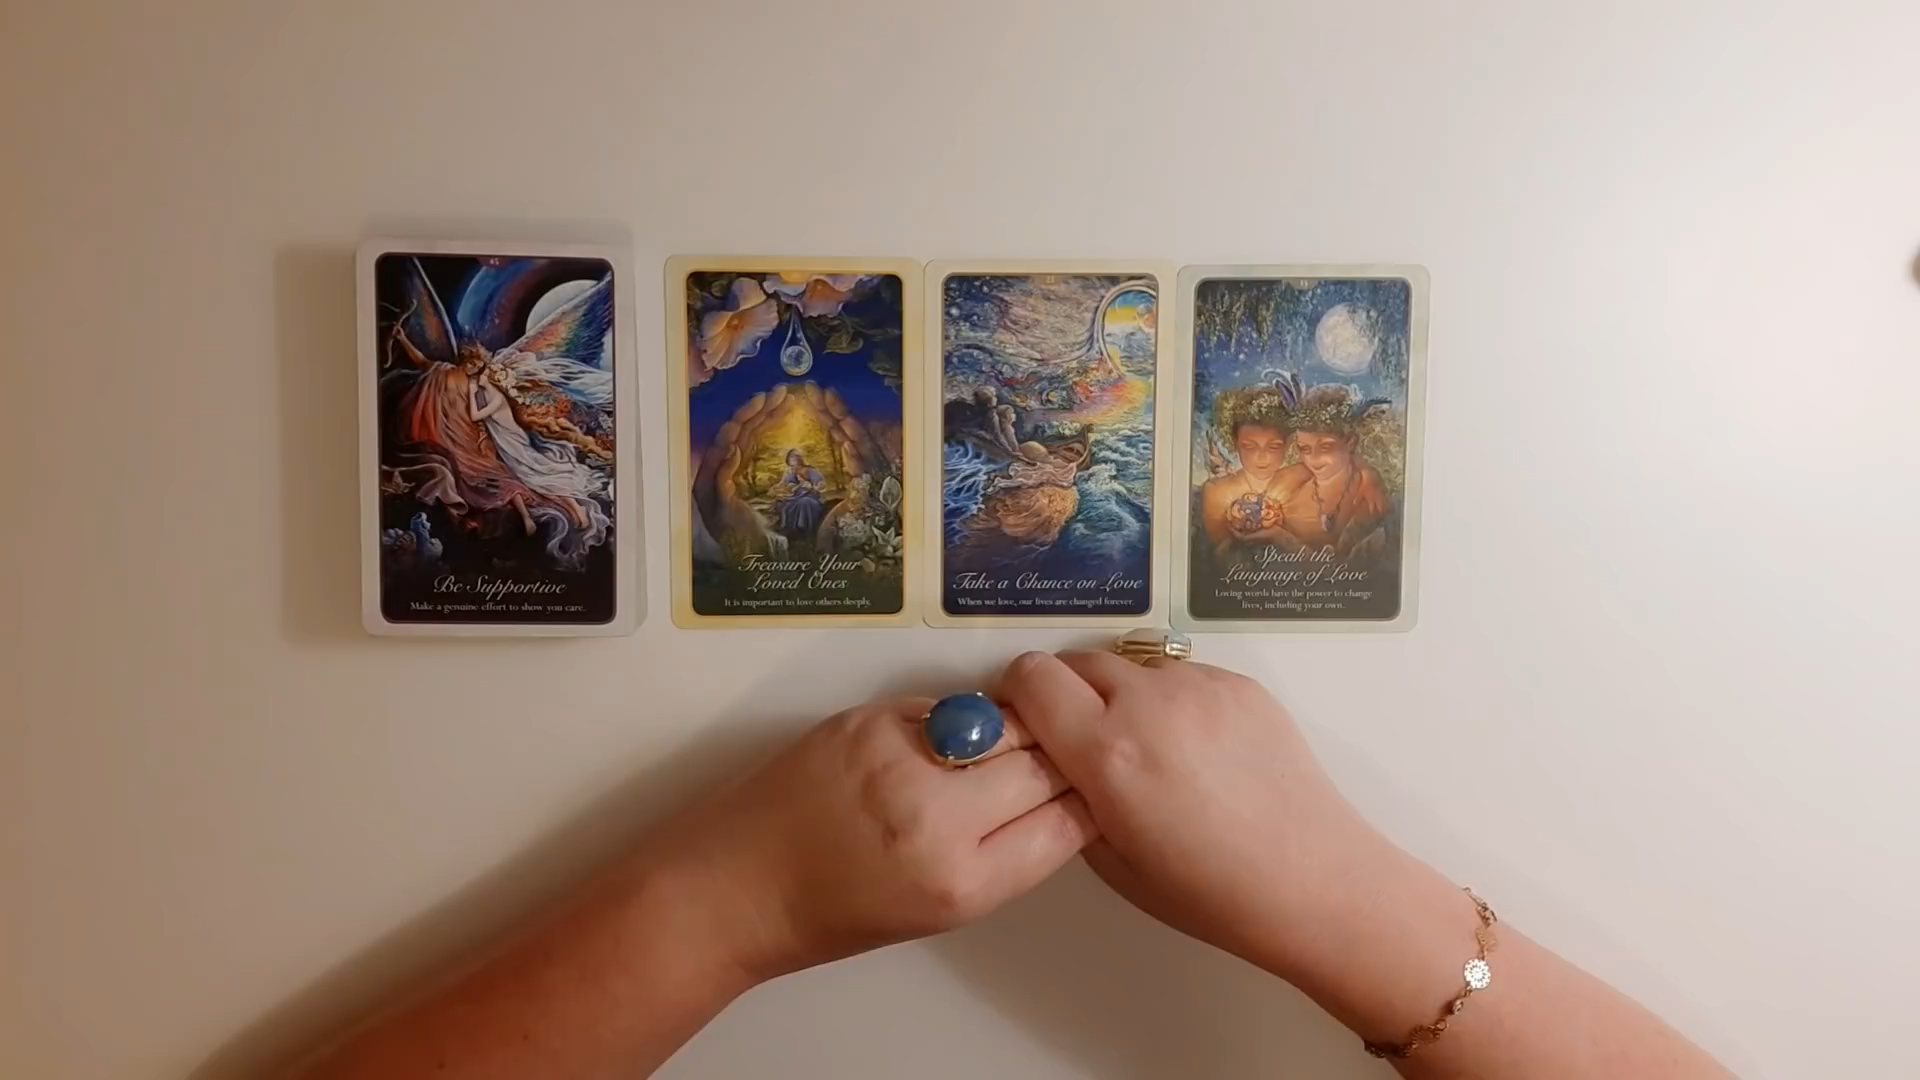 45
Be Supportive
Make a genuine effort to show you care.
Treasure Your
Loved Ones
It is important to love others deeply.
Take a Chance on Love
When we love, our lives are changed forever.
Speak the
Language of Love
Loving words have the power to change
lives, including your own.